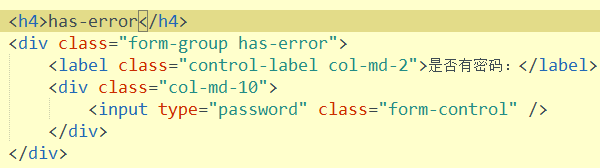 <h4>has-error</h4>
<div class="form-group has-error">
<label class="control-label col-md-2">是否有密码：</label>
<div class="col-md-10">
<input type="password" class="form-control" />
</div>
</div>